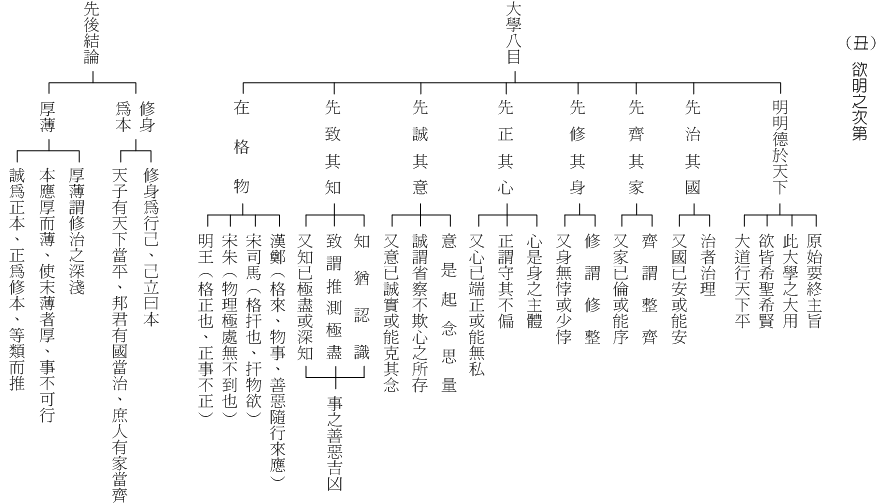 （丑）　欲明之次第
大學八目
明明德於天下
原始要終主旨
此大學之大用
欲皆希聖希賢
大道行天下平
先治其國
治者治理
又國已安或能安
先齊其家
齊謂整齊
又家已倫或能序
先修其身
修謂修整
又身無悖或少悖
先正其心
心是身之主體
正謂守其不偏
又心已端正或能無私
先誠其意
意是起念思量
誠謂省察不欺心之所存
又意已誠實或能克其念
先致其知
知猶認識
致謂推測極盡
又知已極盡或深知
事之善惡吉凶
在格物
漢鄭（格來、物事、善惡隨行來應）
宋司馬（格扞也、扞物欲）
宋朱（物理極處無不到也）
明王（格正也、正事不正）
先後結論
修身爲本
修身爲行己、己立曰本
天子有天下當平、邦君有國當治、庶人有家當齊
厚薄
厚薄謂修治之深淺
本應厚而薄、使末薄者厚、事不可行
誠爲正本、正爲修本、等類而推